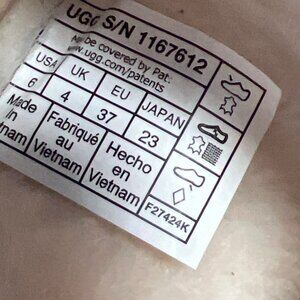 UGG S/N 1167612
May be covered by Pat:
www.ugg.com/patents
USA UK EU JAPAN
6 4 37 23
Made in Vietnam
Fabriqué au Vietnam
Hecho en Vietnam
F27424K